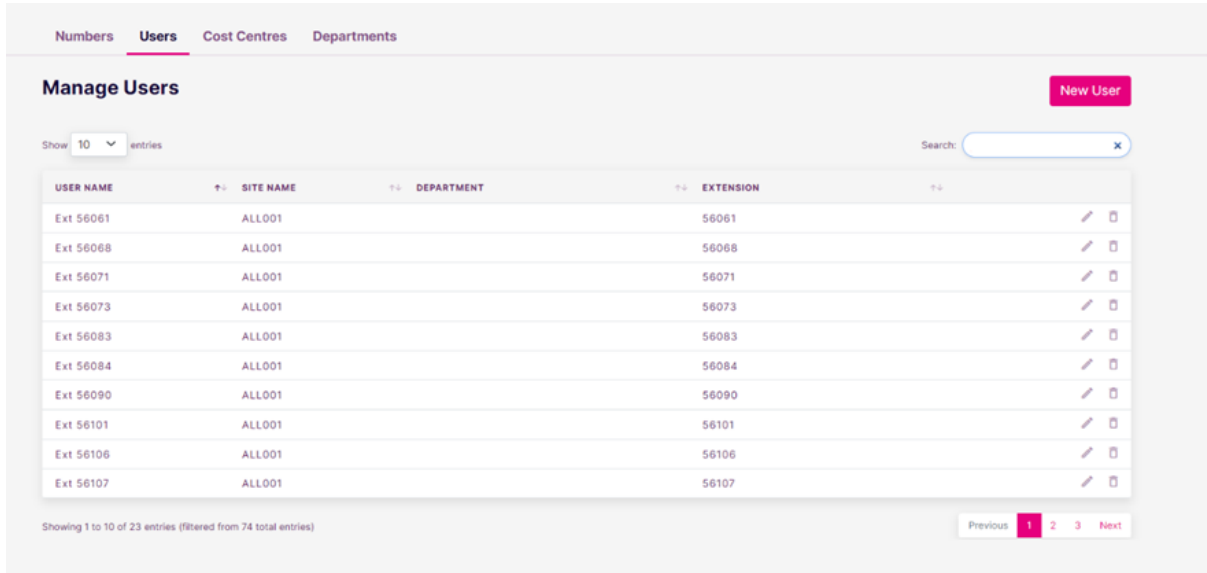 Numbers Users Cost Centres Departments
Manage Users
New User
Show 10 entries
Search:
USER NAME SITE NAME DEPARTMENT EXTENSION
Ext 56061 ALL001 56061
Ext 56068 ALL001 56068
Ext 56071 ALL001 56071
Ext 56073 ALL001 56073
Ext 56083 ALL001 56083
Ext 56084 ALL001 56084
Ext 56090 ALL001 56090
Ext 56101 ALL001 56101
Ext 56106 ALL001 56106
Ext 56107 ALL001 56107
Showing 1 to 10 of 23 entries (filtered from 74 total entries)
Previous 1 2 3 Next